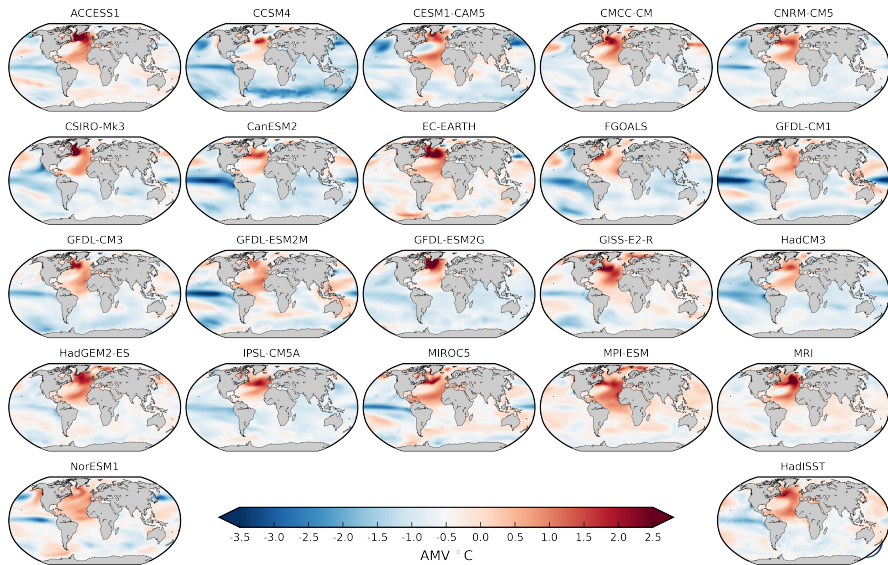 ACCESS1 CCSM4 CESM1-CAM5 CMCC-CM CNRM-CM5
CSIRO-Mk3 CanESM2 EC-EARTH FGOALS GFDL-CM1
GFDL-CM3 GFDL-ESM2M GFDL-ESM2G GISS-E2-R HadCM3
HadGEM2-ES IPSL-CM5A MIROC5 MPI-ESM MRI
NorESM1 HadISST
-3.5 -3.0 -2.5 -2.0 -1.5 -1.0 -0.5 0.0 0.5 1.0 1.5 2.0 2.5
AMV °C